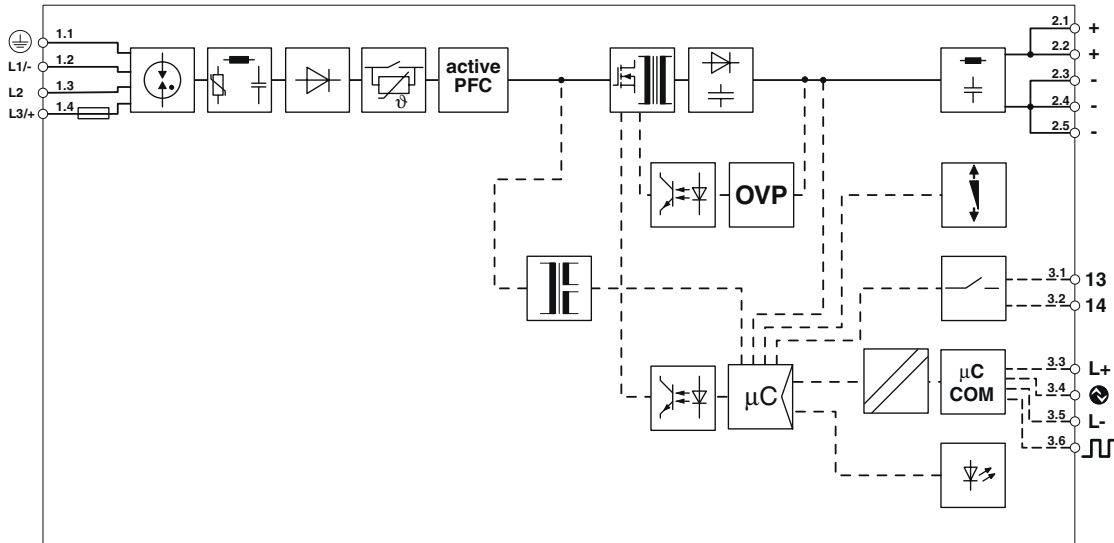 1.1
L1/- 1.2
L2 1.3
L3/+ 1.4
ϑ
active
PFC
2.1 +
2.2 +
2.3 -
2.4 -
2.5 -
OVP
3.1 13
3.2 14
μC
μC
COM
3.3 L+
3.4
3.5 L-
3.6